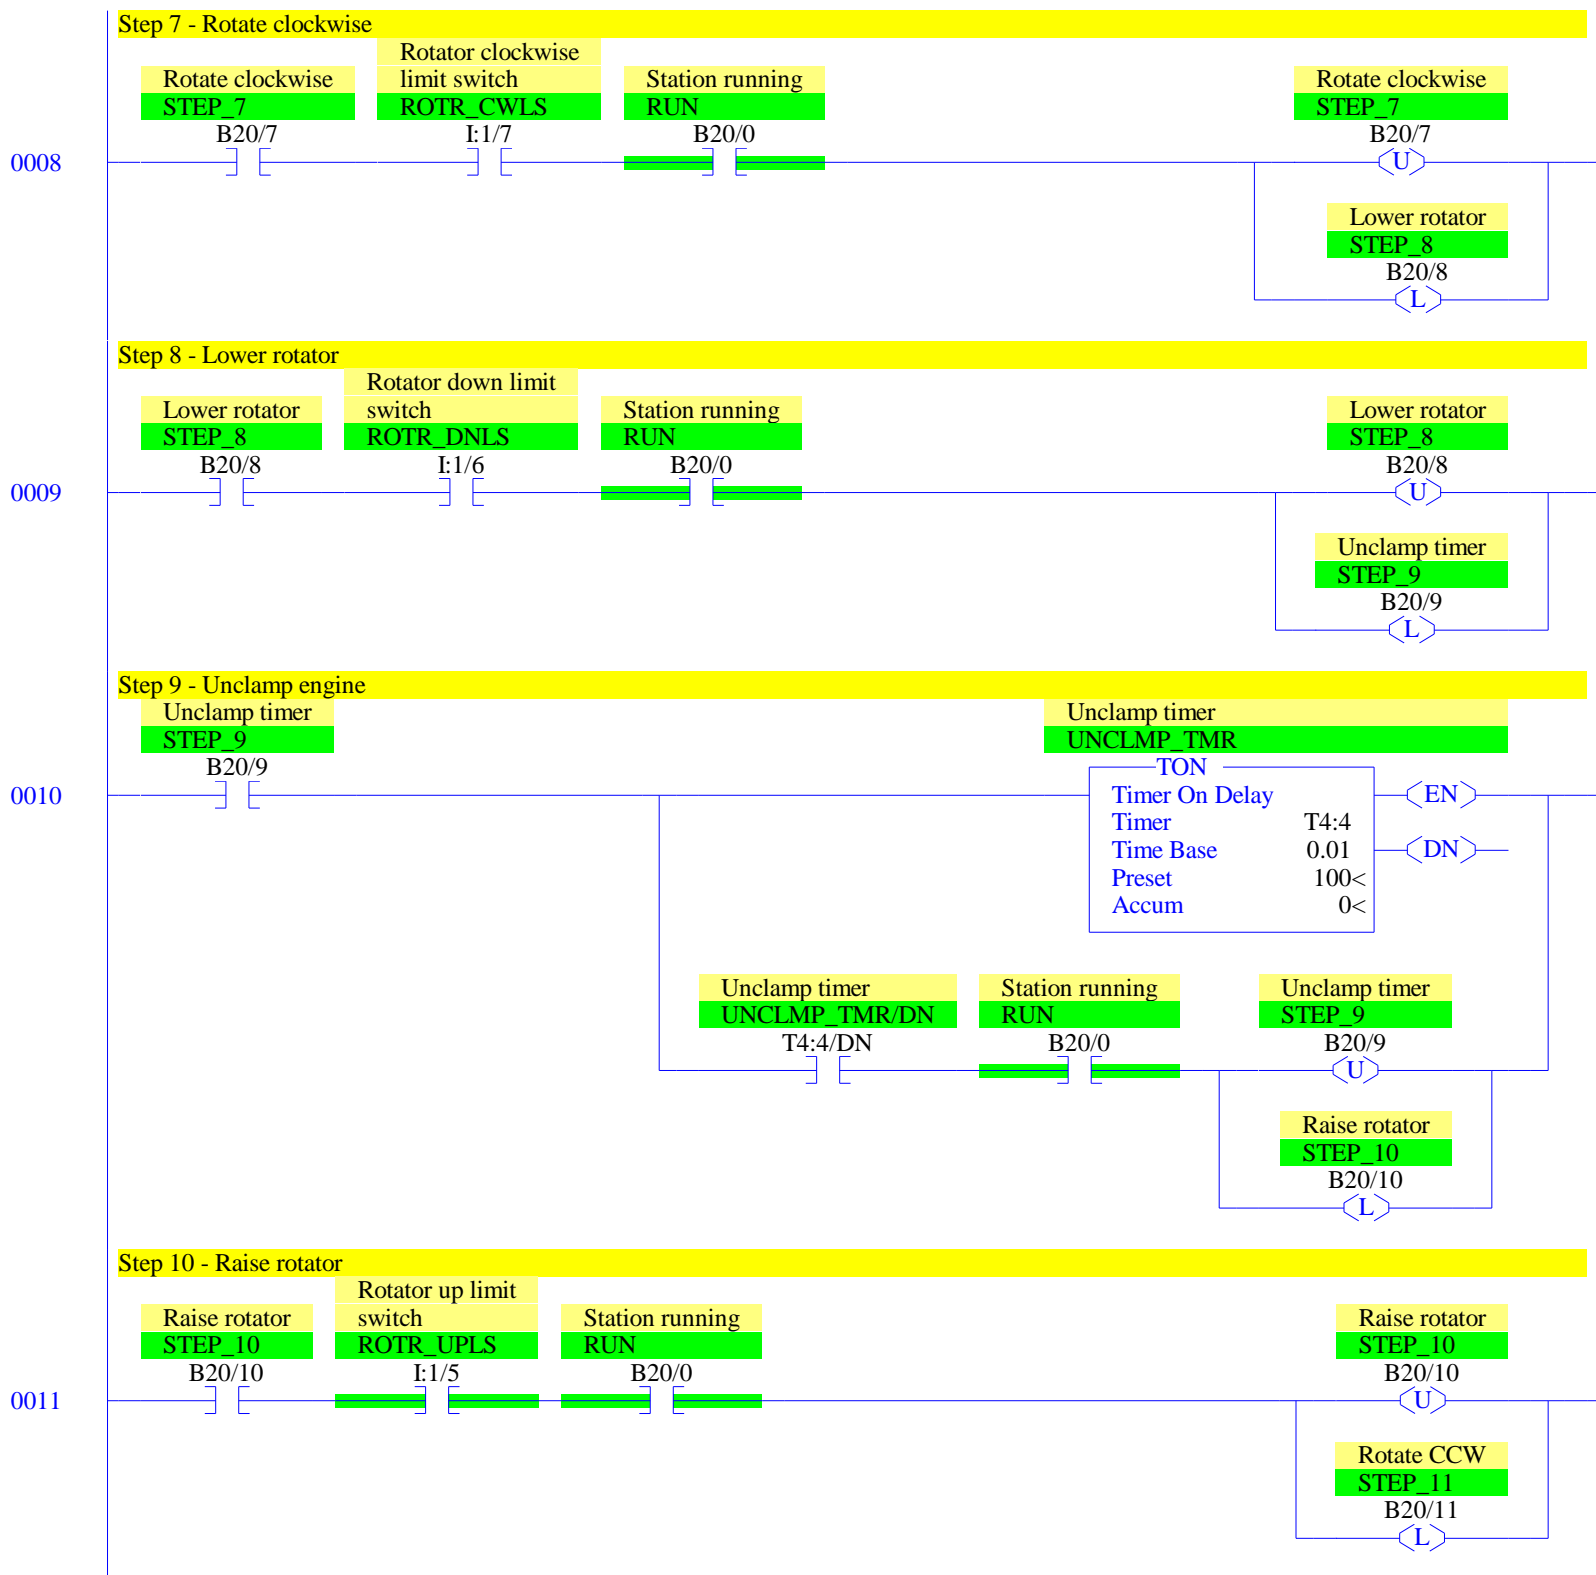 Step 7 - Rotate clockwise
Rotate clockwise
STEP_7
B20/7
Rotator clockwise
limit switch
ROTR_CWLS
I:1/7
Station running
RUN
B20/0
Rotate clockwise
STEP_7
B20/7
0008
U
Lower rotator
STEP_8
B20/8
L
Step 8 - Lower rotator
Lower rotator
STEP_8
B20/8
Rotator down limit
switch
ROTR_DNLS
I:1/6
Station running
RUN
B20/0
Lower rotator
STEP_8
B20/8
0009
U
Unclamp timer
STEP_9
B20/9
L
Step 9 - Unclamp engine
Unclamp timer
STEP_9
B20/9
Unclamp timer
UNCLMP_TMR
0010
TON
Timer On Delay
Timer T4:4
Time Base 0.01
Preset 100<
Accum 0<
EN
DN
Unclamp timer
UNCLMP_TMR/DN
T4:4/DN
Station running
RUN
B20/0
Unclamp timer
STEP_9
B20/9
U
Raise rotator
STEP_10
B20/10
L
Step 10 - Raise rotator
Raise rotator
STEP_10
B20/10
Rotator up limit
switch
ROTR_UPLS
I:1/5
Station running
RUN
B20/0
Raise rotator
STEP_10
B20/10
0011
U
Rotate CCW
STEP_11
B20/11
L